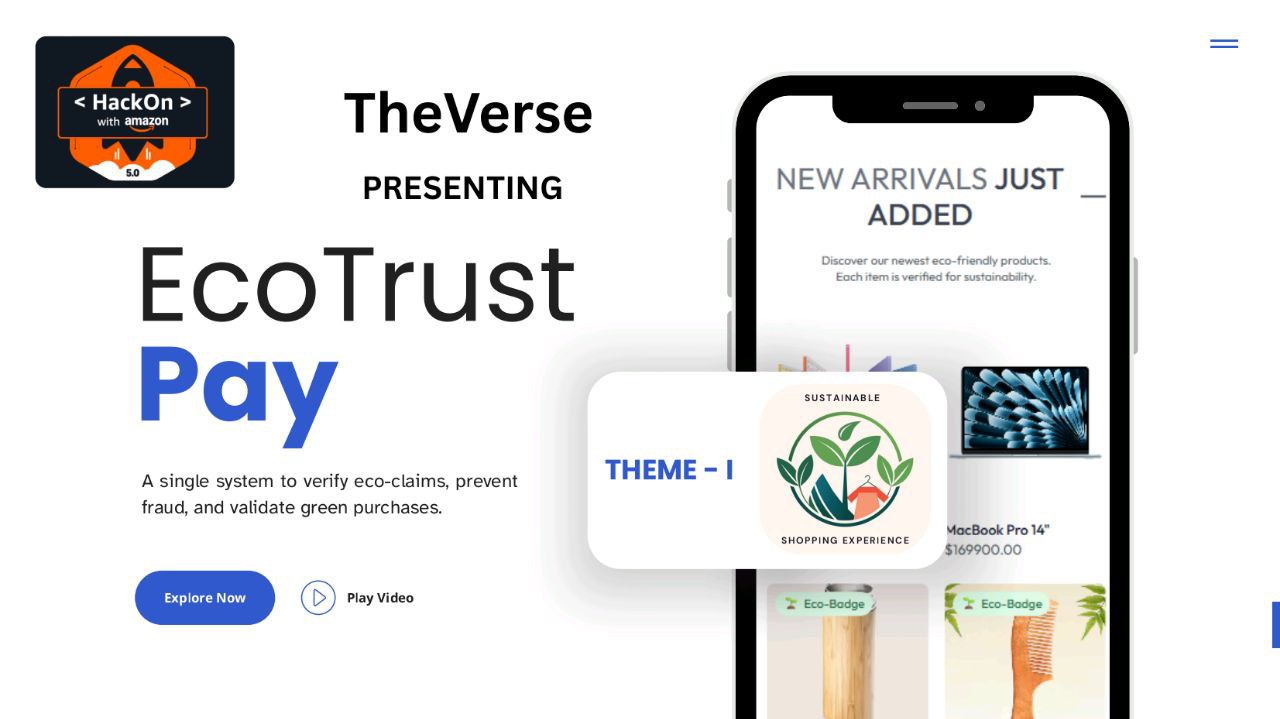 < HackOn >
with amazon
5.0
TheVerse
PRESENTING
EcoTrust
Pay
A single system to verify eco-claims, prevent
fraud, and validate green purchases.
Explore Now
Play Video
NEW ARRIVALS JUST
ADDED
Discover our newest eco-friendly products.
Each item is verified for sustainability.
THEME - I
SUSTAINABLE
SHOPPING EXPERIENCE
MacBook Pro 14"
$169900.00
Eco-Badge
Eco-Badge